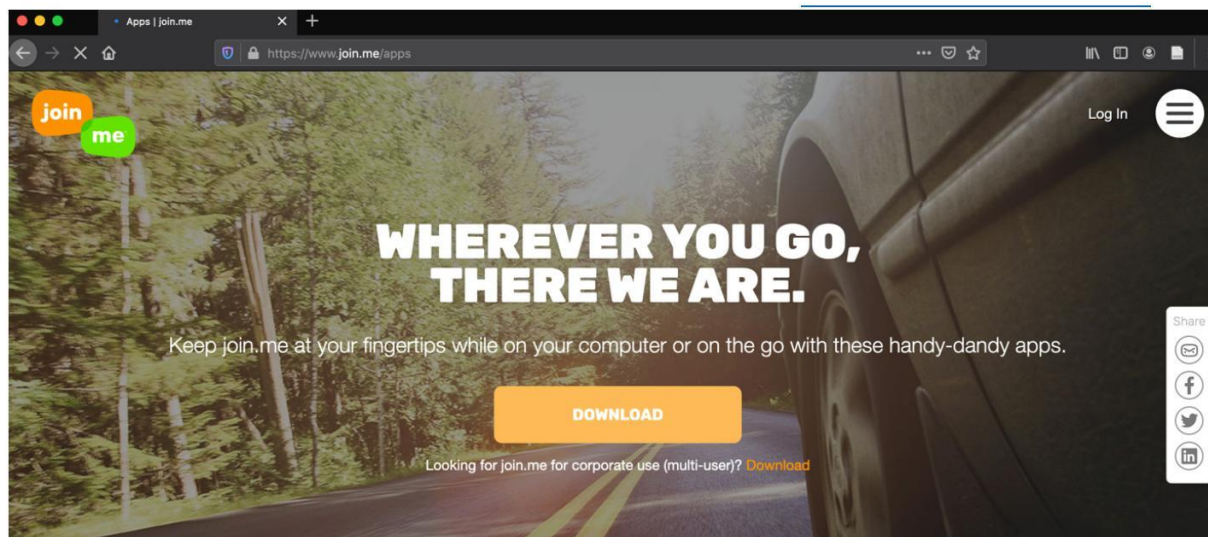 Apps | join.me
https://www.join.me/apps
join
me
Log In
WHEREVER YOU GO,
THERE WE ARE.
Keep join.me at your fingertips while on your computer or on the go with these handy-dandy apps.
DOWNLOAD
Looking for join.me for corporate use (multi-user)? Download
Share
f
in